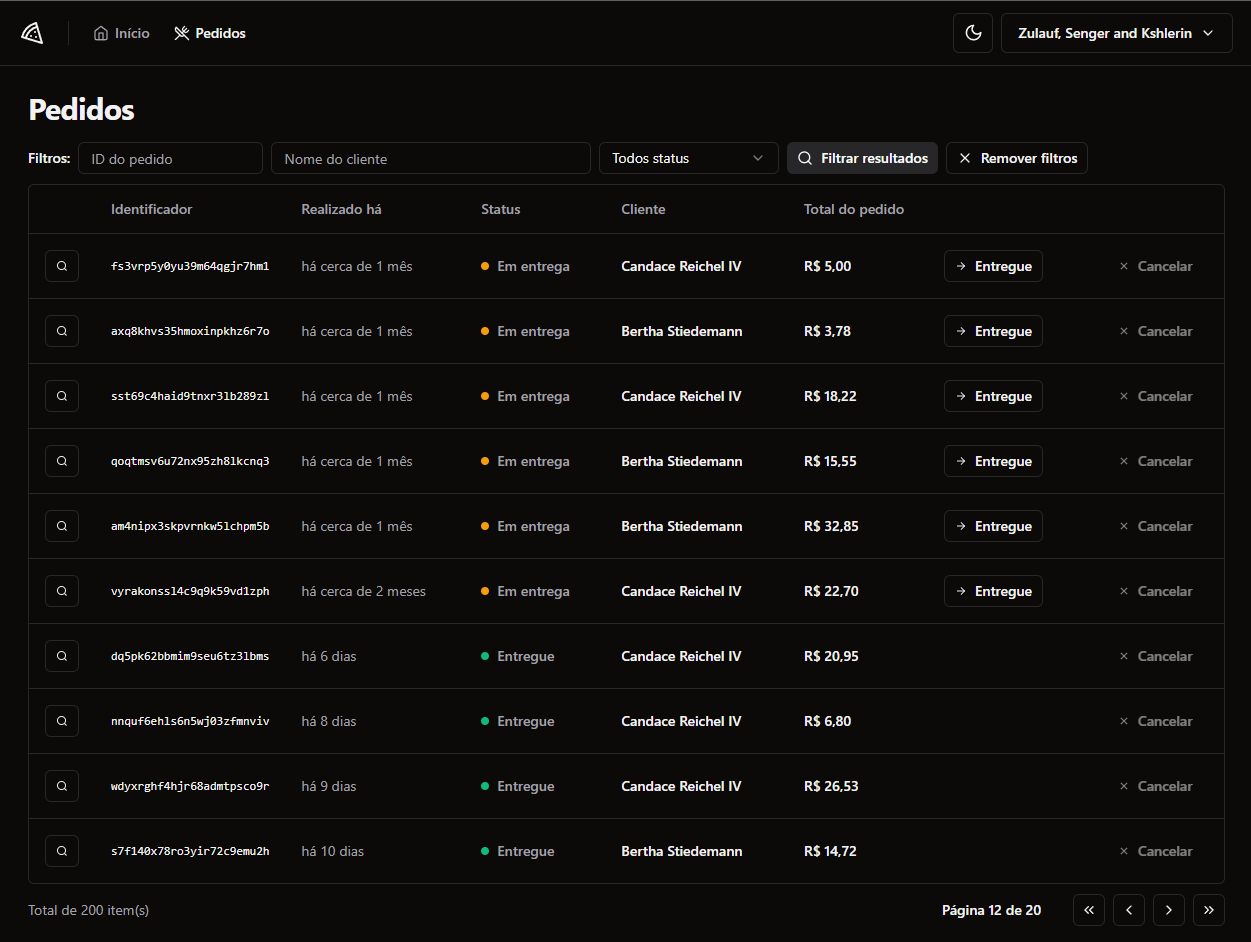 Início Pedidos Zulauf, Senger and Kshlerin
Pedidos
Filtros: ID do pedido Nome do cliente Todos status Filtrar resultados Remover filtros
Identificador Realizado há Status Cliente Total do pedido
fs3vrp5y0yu39m64qgjr7hm1 há cerca de 1 mês Em entrega Candace Reichel IV R$ 5,00 Entregue Cancelar
axq8khvs35hmoxinpkhz6r7o há cerca de 1 mês Em entrega Bertha Stiedemann R$ 3,78 Entregue Cancelar
sst69c4haid9tnxr3lb289zl há cerca de 1 mês Em entrega Candace Reichel IV R$ 18,22 Entregue Cancelar
qoqtmsv6u72nx95zh8lkcnq3 há cerca de 1 mês Em entrega Bertha Stiedemann R$ 15,55 Entregue Cancelar
am4nipx3skpvrnkw5lchpm5b há cerca de 1 mês Em entrega Bertha Stiedemann R$ 32,85 Entregue Cancelar
vyrakonssl4c9q9k59vd1zph há cerca de 2 meses Em entrega Candace Reichel IV R$ 22,70 Entregue Cancelar
dq5pk62bbmim9seu6tz3lbms há 6 dias Entregue Candace Reichel IV R$ 20,95 Cancelar
nnquf6ehls6n5wj03zfmnviv há 8 dias Entregue Candace Reichel IV R$ 6,80 Cancelar
wdyxrghf4hjr68admtpsco9r há 9 dias Entregue Candace Reichel IV R$ 26,53 Cancelar
s7f140x78ro3yir72c9emu2h há 10 dias Entregue Bertha Stiedemann R$ 14,72 Cancelar
Total de 200 item(s) Página 12 de 20